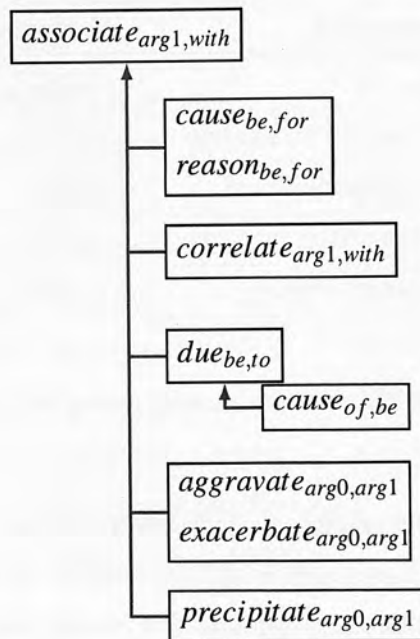 associate_arg1,with
cause_be,for
reason_be,for
correlate_arg1,with
due_be,to
cause_of,be
aggravate_arg0,arg1
exacerbate_arg0,arg1
precipitate_arg0,arg1